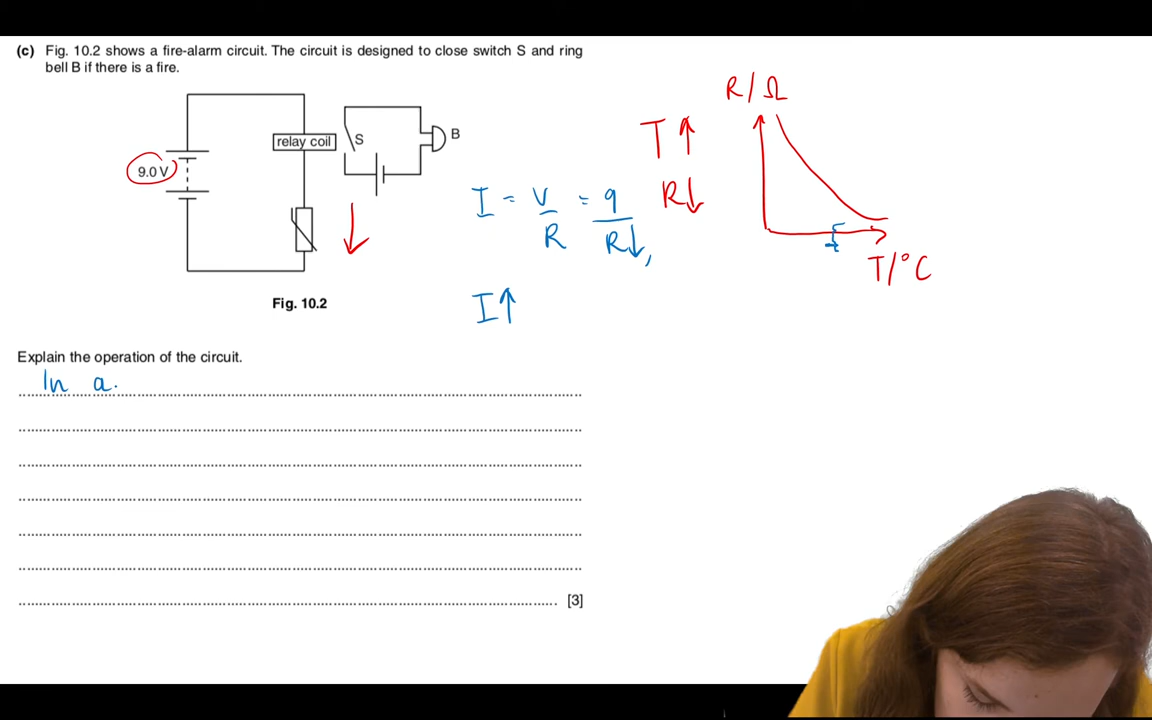 (c) Fig. 10.2 shows a fire-alarm circuit. The circuit is designed to close switch S and ring
bell B if there is a fire.
R/Ω
T↑
relay coil
S
B
9.0 V
I = V/R = 9/R↓,
R↓
T/°C
I↑
Fig. 10.2
Explain the operation of the circuit.
In a.
[3]